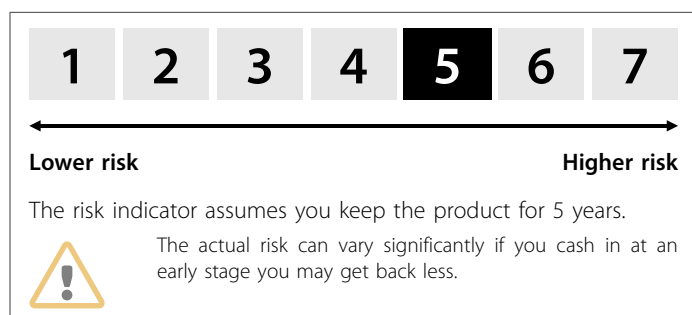 1 2 3 4 5 6 7
Lower risk Higher risk
The risk indicator assumes you keep the product for 5 years.
The actual risk can vary significantly if you cash in at an
early stage you may get back less.